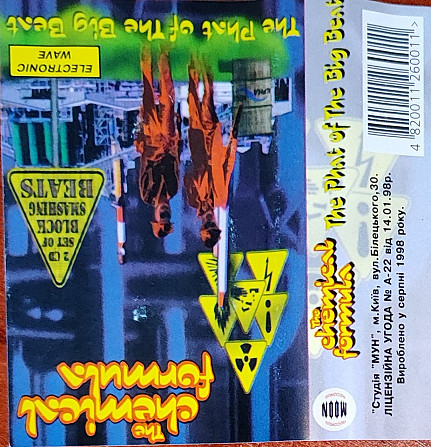 The
chemical
formula
2 CD
SET OF
BLOCK
SMASHING
BEATS
ELECTRONIC
WAVE
The Phat of The Big Beat
The
chemical
formula
The Phat of The Big Beat
MOON
RECORDS
"Студія "МУН", м.Київ, вул.Білецького,30.
ЛІЦЕНЗІЙНА УГОДА № А-22 від 14.01.98р.
Вироблено у серпні 1998 року.
4 820011 260011 >